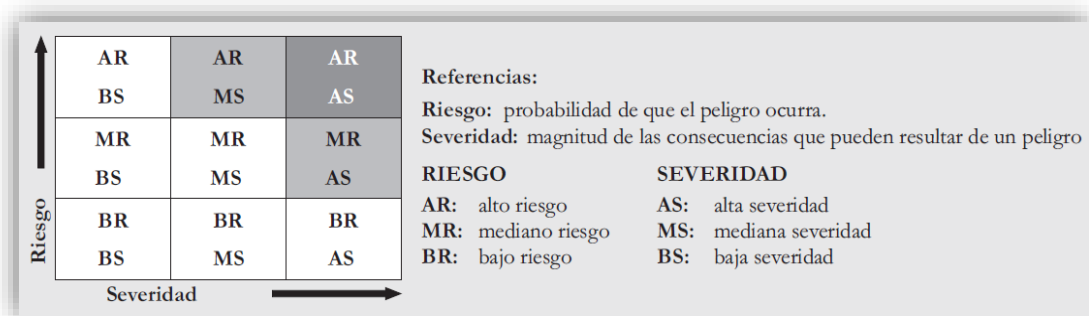 AR AR AR
BS MS AS
MR MR MR
BS MS AS
BR BR BR
BS MS AS
Riesgo
Severidad
Referencias:
Riesgo: probabilidad de que el peligro ocurra.
Severidad: magnitud de las consecuencias que pueden resultar de un peligro
RIESGO SEVERIDAD
AR: alto riesgo AS: alta severidad
MR: mediano riesgo MS: mediana severidad
BR: bajo riesgo BS: baja severidad